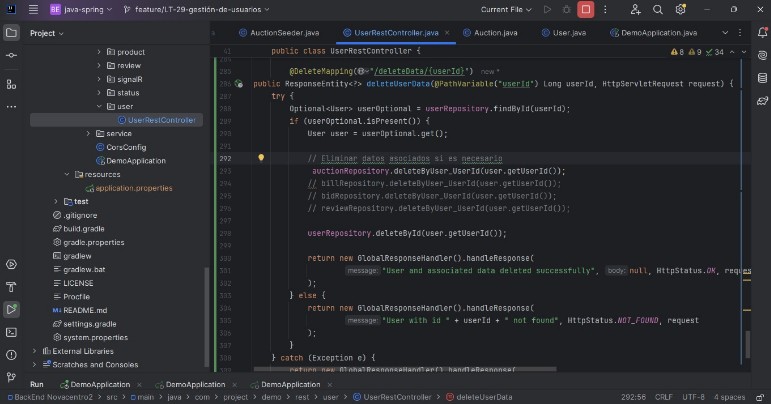 BE java-spring feature/LT-29-gestión-de-usuarios Current File
Project
AuctionSeeder.java UserRestController.java Auction.java User.java DemoApplication.java
product
review
signalR
status
user
UserRestController
service
CorsConfig
DemoApplication
resources
application.properties
test
.gitignore
build.gradle
gradle.properties
gradlew
gradlew.bat
LICENSE
Procfile
README.md
settings.gradle
system.properties
External Libraries
Scratches and Consoles
41 public class UserRestController { 8 9 34
285 @DeleteMapping("/deleteData/{userId}") new *
286 public ResponseEntity<?> deleteUserData(@PathVariable("userId") Long userId, HttpServletRequest request) {
287 try {
288 Optional<User> userOptional = userRepository.findById(userId);
289 if (userOptional.isPresent()) {
290 User user = userOptional.get();
291
292 // Eliminar datos asociados si es necesario
293 auctionRepository.deleteByUser_UserId(user.getUserId());
294 // billRepository.deleteByUser_UserId(user.getUserId());
295 // bidRepository.deleteByUser_UserId(user.getUserId());
296 // reviewRepository.deleteByUser_UserId(user.getUserId());
297
298 userRepository.deleteById(user.getUserId());
299
300 return new GlobalResponseHandler().handleResponse(
301 message: "User and associated data deleted successfully", body: null, HttpStatus.OK, reques
302 );
303 } else {
304 return new GlobalResponseHandler().handleResponse(
305 message: "User with id " + userId + " not found", HttpStatus.NOT_FOUND, request
306 );
307 }
308 } catch (Exception e) {
return new GlobalResponseHandler().handleResponse(
Run DemoApplication DemoApplication DemoApplication
BackEnd Novacentro2 > src > main > java > com > project > demo > rest > user > UserRestController > deleteUserData 292:56 CRLF UTF-8 4 spaces